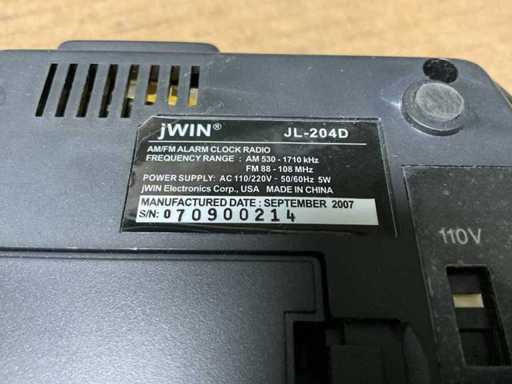 jWIN® JL-204D
AM/FM ALARM CLOCK RADIO
FREQUENCY RANGE : AM 530 - 1710 kHz
FM 88 - 108 MHz
POWER SUPPLY: AC 110/220V ~ 50/60Hz 5W
jWIN Electronics Corp., USA MADE IN CHINA
MANUFACTURED DATE : SEPTEMBER 2007
S/N: 070900214
110V